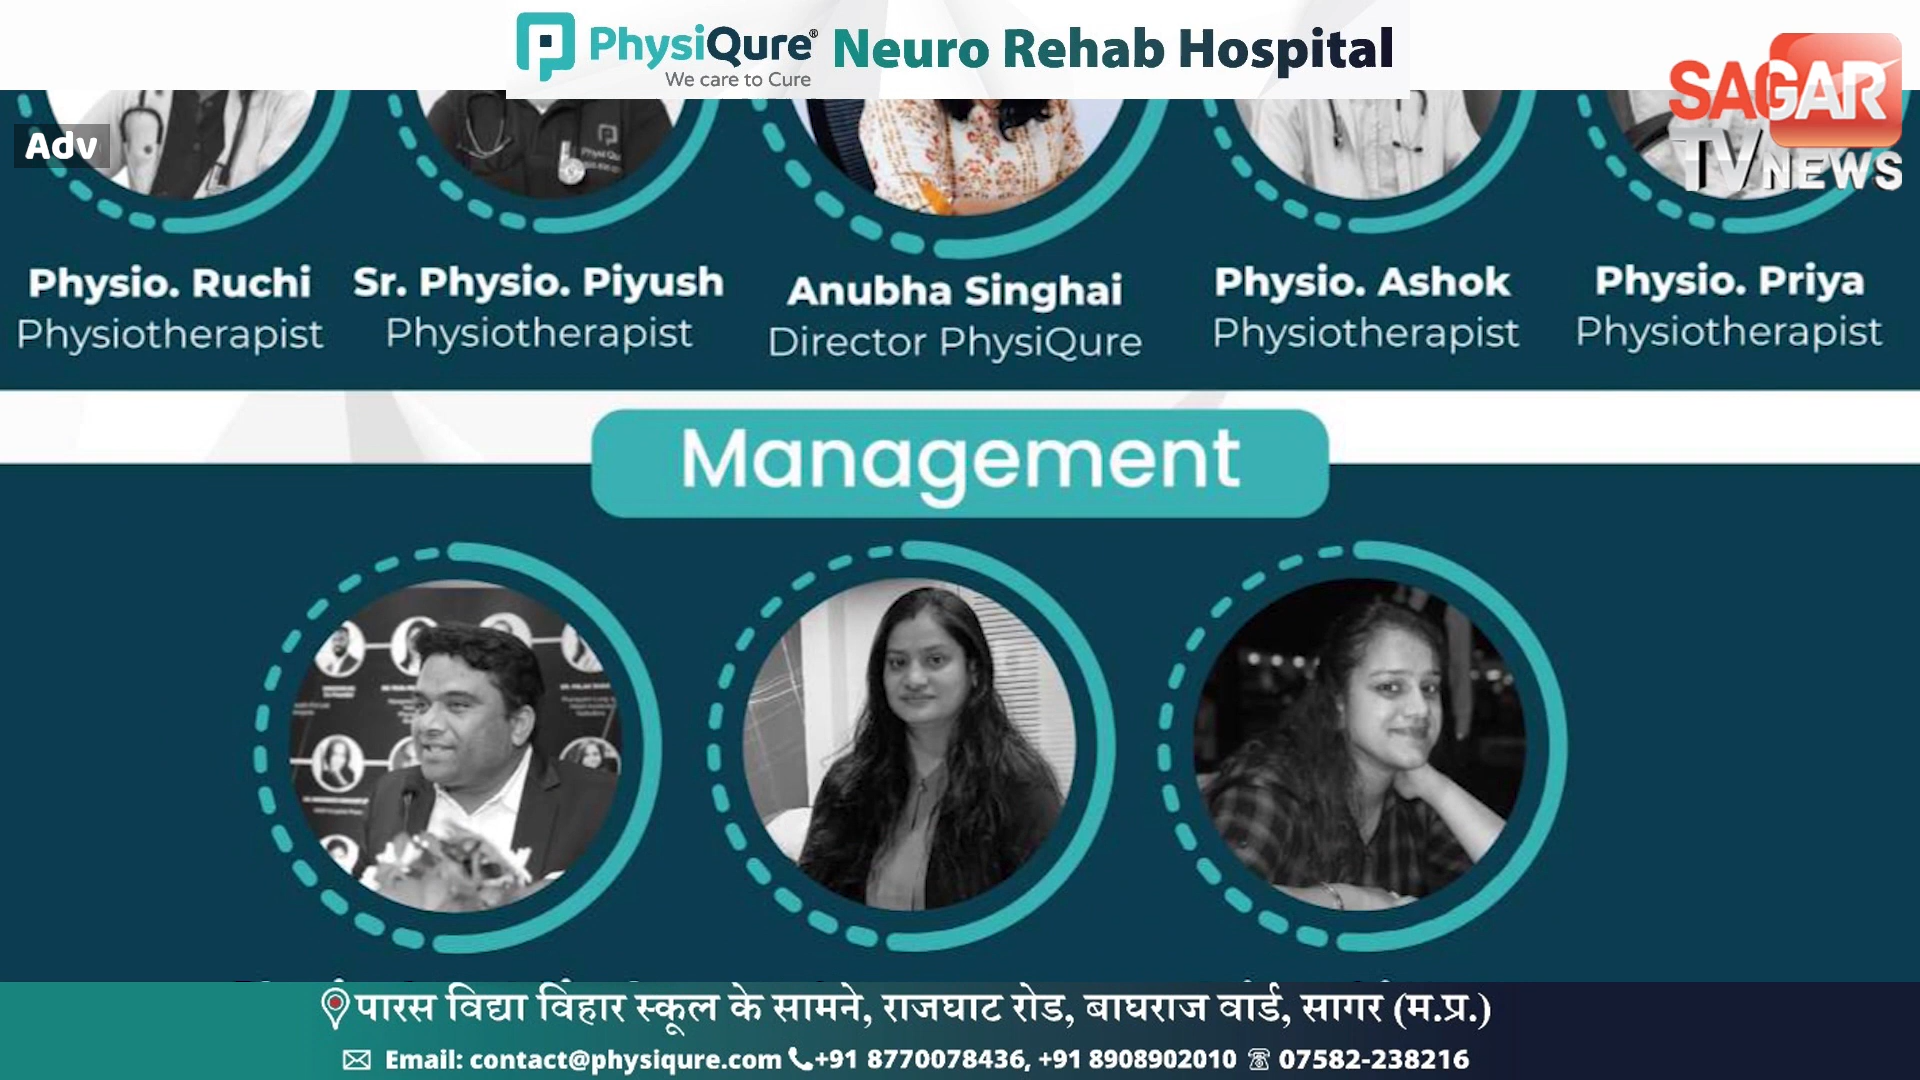 PhysiQure® Neuro Rehab Hospital
We care to Cure
SAGAR
TV NEWS
Adv
Physio. Ruchi
Physiotherapist
Sr. Physio. Piyush
Physiotherapist
Anubha Singhai
Director PhysiQure
Physio. Ashok
Physiotherapist
Physio. Priya
Physiotherapist
Management
पारस विद्या विहार स्कूल के सामने, राजघाट रोड, बाघराज वार्ड, सागर (म.प्र.)
Email: contact@physiqure.com +91 8770078436, +91 8908902010 07582-238216